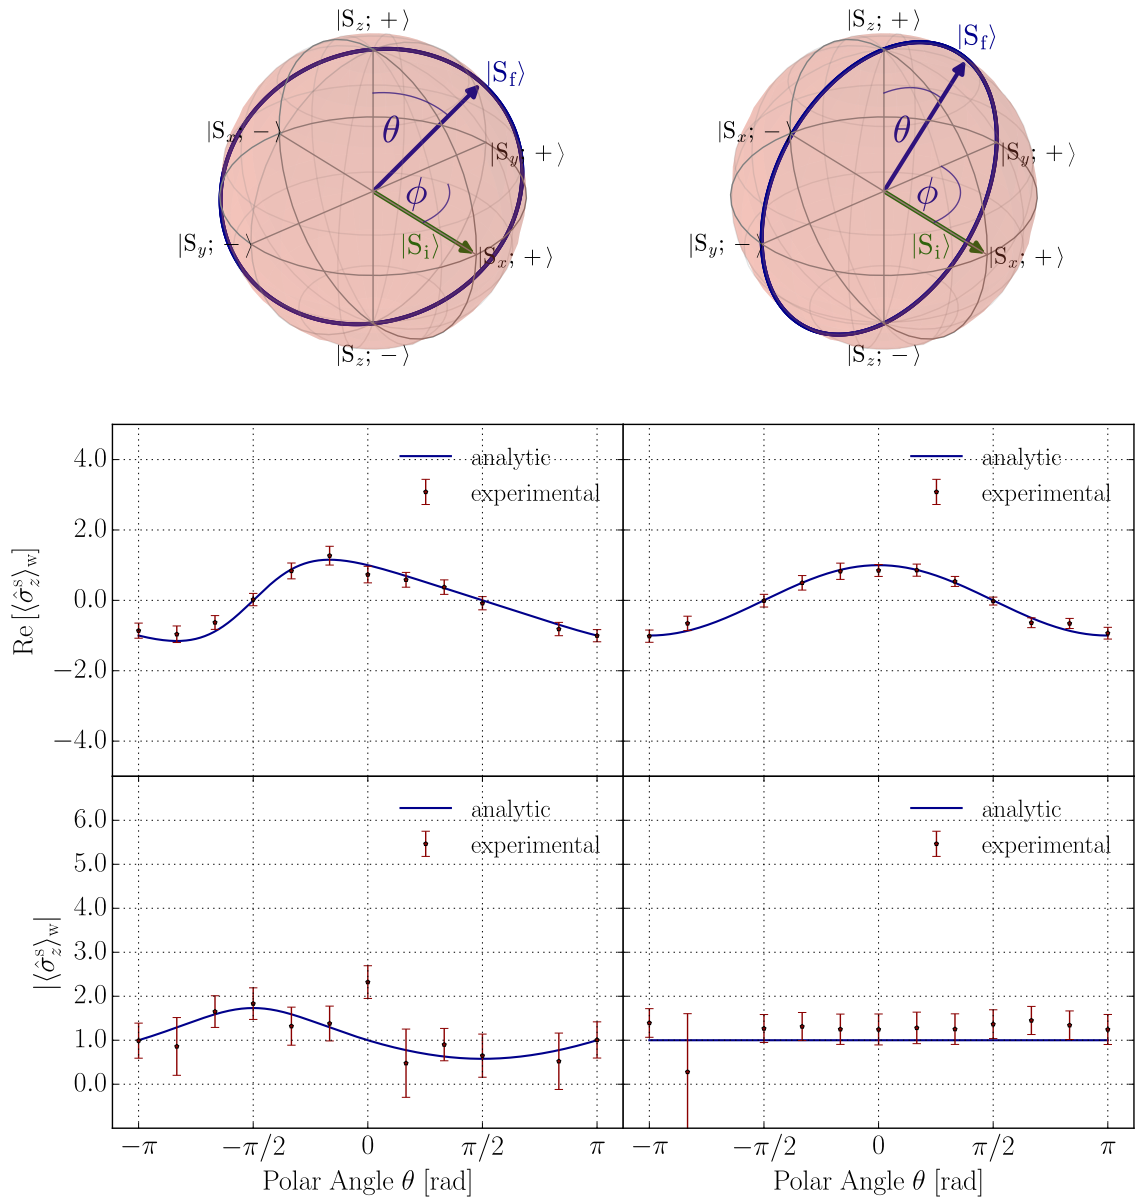 |S_z; +⟩ |S_z; +⟩
|S_f⟩ |S_f⟩
|S_x; −⟩ θ |S_y; +⟩ |S_x; −⟩ θ |S_y; +⟩
ϕ ϕ
|S_y; −⟩ |S_i⟩ |S_x; +⟩ |S_y; −⟩ |S_i⟩ |S_x; +⟩
|S_z; −⟩ |S_z; −⟩
Re [⟨σ̂_z^s⟩_w]
4.0
2.0
0.0
−2.0
−4.0
analytic
experimental
analytic
experimental
|⟨σ̂_z^s⟩_w|
6.0
5.0
4.0
3.0
2.0
1.0
0.0
analytic
experimental
analytic
experimental
−π −π/2 0 π/2 π −π −π/2 0 π/2 π
Polar Angle θ [rad] Polar Angle θ [rad]